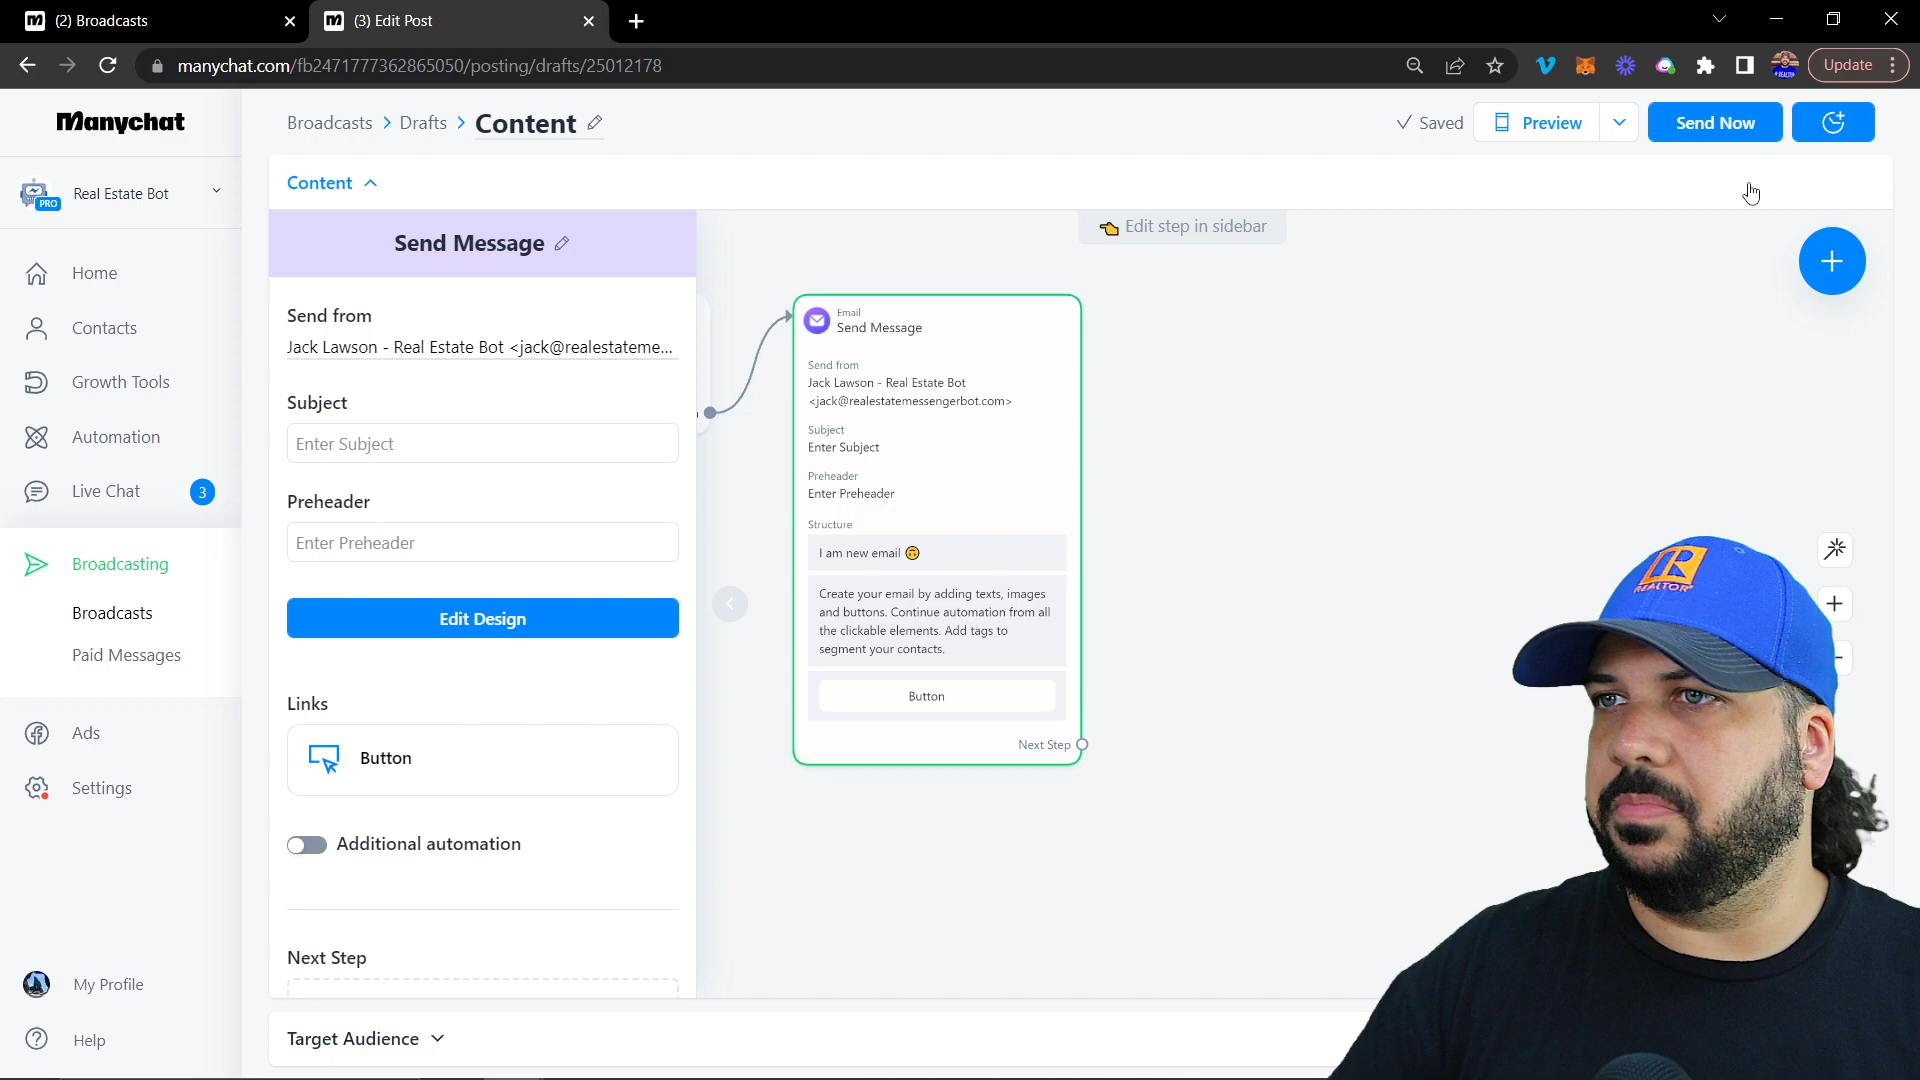 (2) Broadcasts
(3) Edit Post
manychat.com/fb2471777362865050/posting/drafts/25012178
Update
Manychat
Broadcasts > Drafts > Content
Saved
Preview
Send Now
PRO
Real Estate Bot
Content
Home
Contacts
Growth Tools
Automation
Live Chat
3
Broadcasting
Broadcasts
Paid Messages
Ads
Settings
My Profile
Help
Send Message
Send from
Jack Lawson - Real Estate Bot <jack@realestateme...
Subject
Enter Subject
Preheader
Enter Preheader
Edit Design
Links
Button
Additional automation
Next Step
Target Audience
👈 Edit step in sidebar
Email
Send Message
Send from
Jack Lawson - Real Estate Bot
<jack@realestatemessengerbot.com>
Subject
Enter Subject
Preheader
Enter Preheader
Structure
I am new email 🙃
Create your email by adding texts, images
and buttons. Continue automation from all
the clickable elements. Add tags to
segment your contacts.
Button
Next Step
R
REALTOR